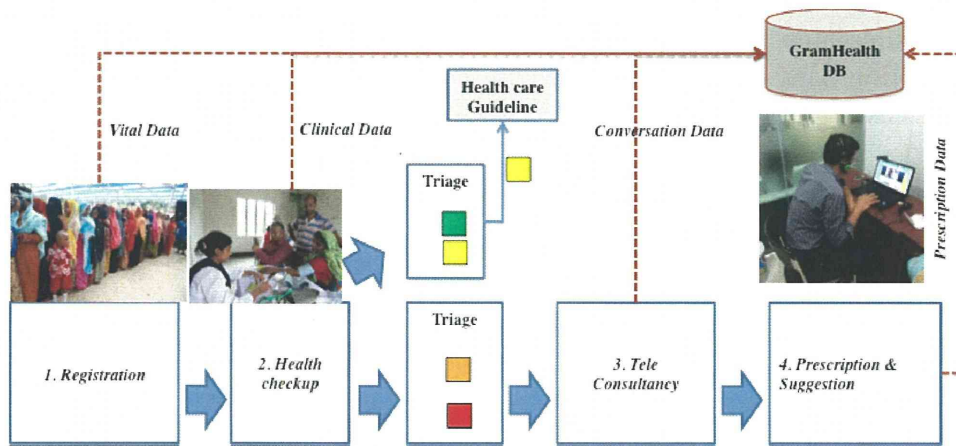 GramHealth
DB
Health care
Guideline
Vital Data
Clinical Data
Conversation Data
Prescription Data
Triage
Triage
1. Registration
2. Health
checkup
3. Tele
Consultancy
4. Prescription &
Suggestion